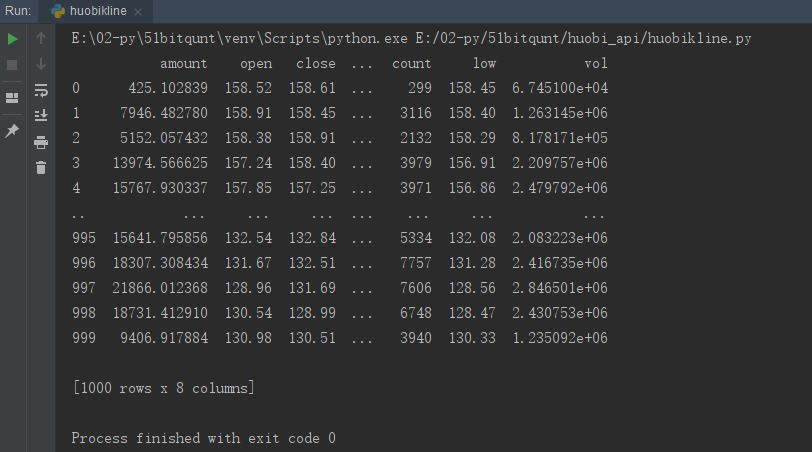 Run: huobikline
E:\02-py\51bitqunt\venv\Scripts\python.exe E:/02-py/51bitqunt/huobi_api/huobikline.py
amount open close ... count low vol
0 425.102839 158.52 158.61 ... 299 158.45 6.745100e+04
1 7946.482780 158.91 158.45 ... 3116 158.40 1.263145e+06
2 5152.057432 158.38 158.91 ... 2132 158.29 8.178171e+05
3 13974.566625 157.24 158.40 ... 3979 156.91 2.209757e+06
4 15767.930337 157.85 157.25 ... 3971 156.86 2.479792e+06
.. ... ... ... ... ... ... ...
995 15641.795856 132.54 132.84 ... 5334 132.08 2.083223e+06
996 18307.308434 131.67 132.51 ... 7757 131.28 2.416735e+06
997 21866.012368 128.96 131.69 ... 7606 128.56 2.846501e+06
998 18731.412910 130.54 128.99 ... 6748 128.47 2.430753e+06
999 9406.917884 130.98 130.51 ... 3940 130.33 1.235092e+06
[1000 rows x 8 columns]
Process finished with exit code 0